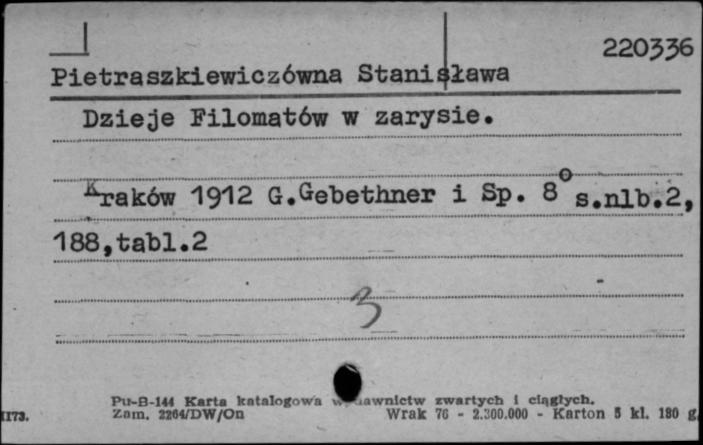 220336
Pietraszkiewiczówna Stanisława
Dzieje Filomatów w zarysie.
Kraków 1912 G.Gebethner i Sp. 8° s.nlb.2,
188,tabl.2
3
Pu-B-144 Karta katalogowa wydawnictw zwartych i ciągłych.
Zam. 2264/DW/On Wrak 76 - 2.300.000 - Karton 5 kl. 180 g.